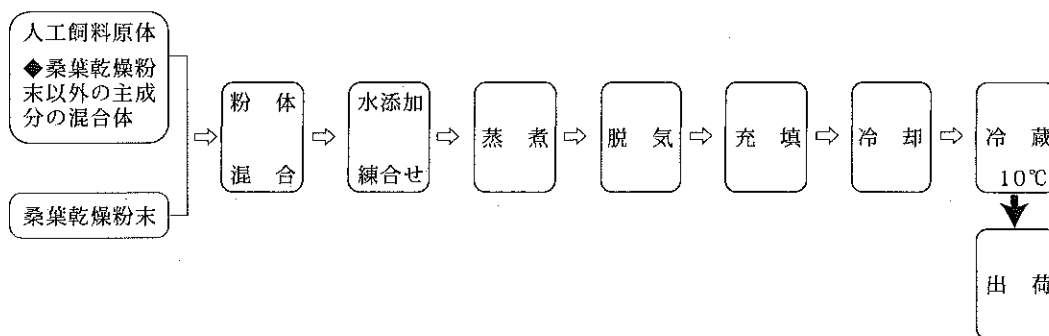 人工飼料原体
◆桑葉乾燥粉
末以外の主成
分の混合体
桑葉乾燥粉末
粉体
混合
水添加
練合せ
蒸煮
脱気
充填
冷却
冷蔵
10℃
出荷